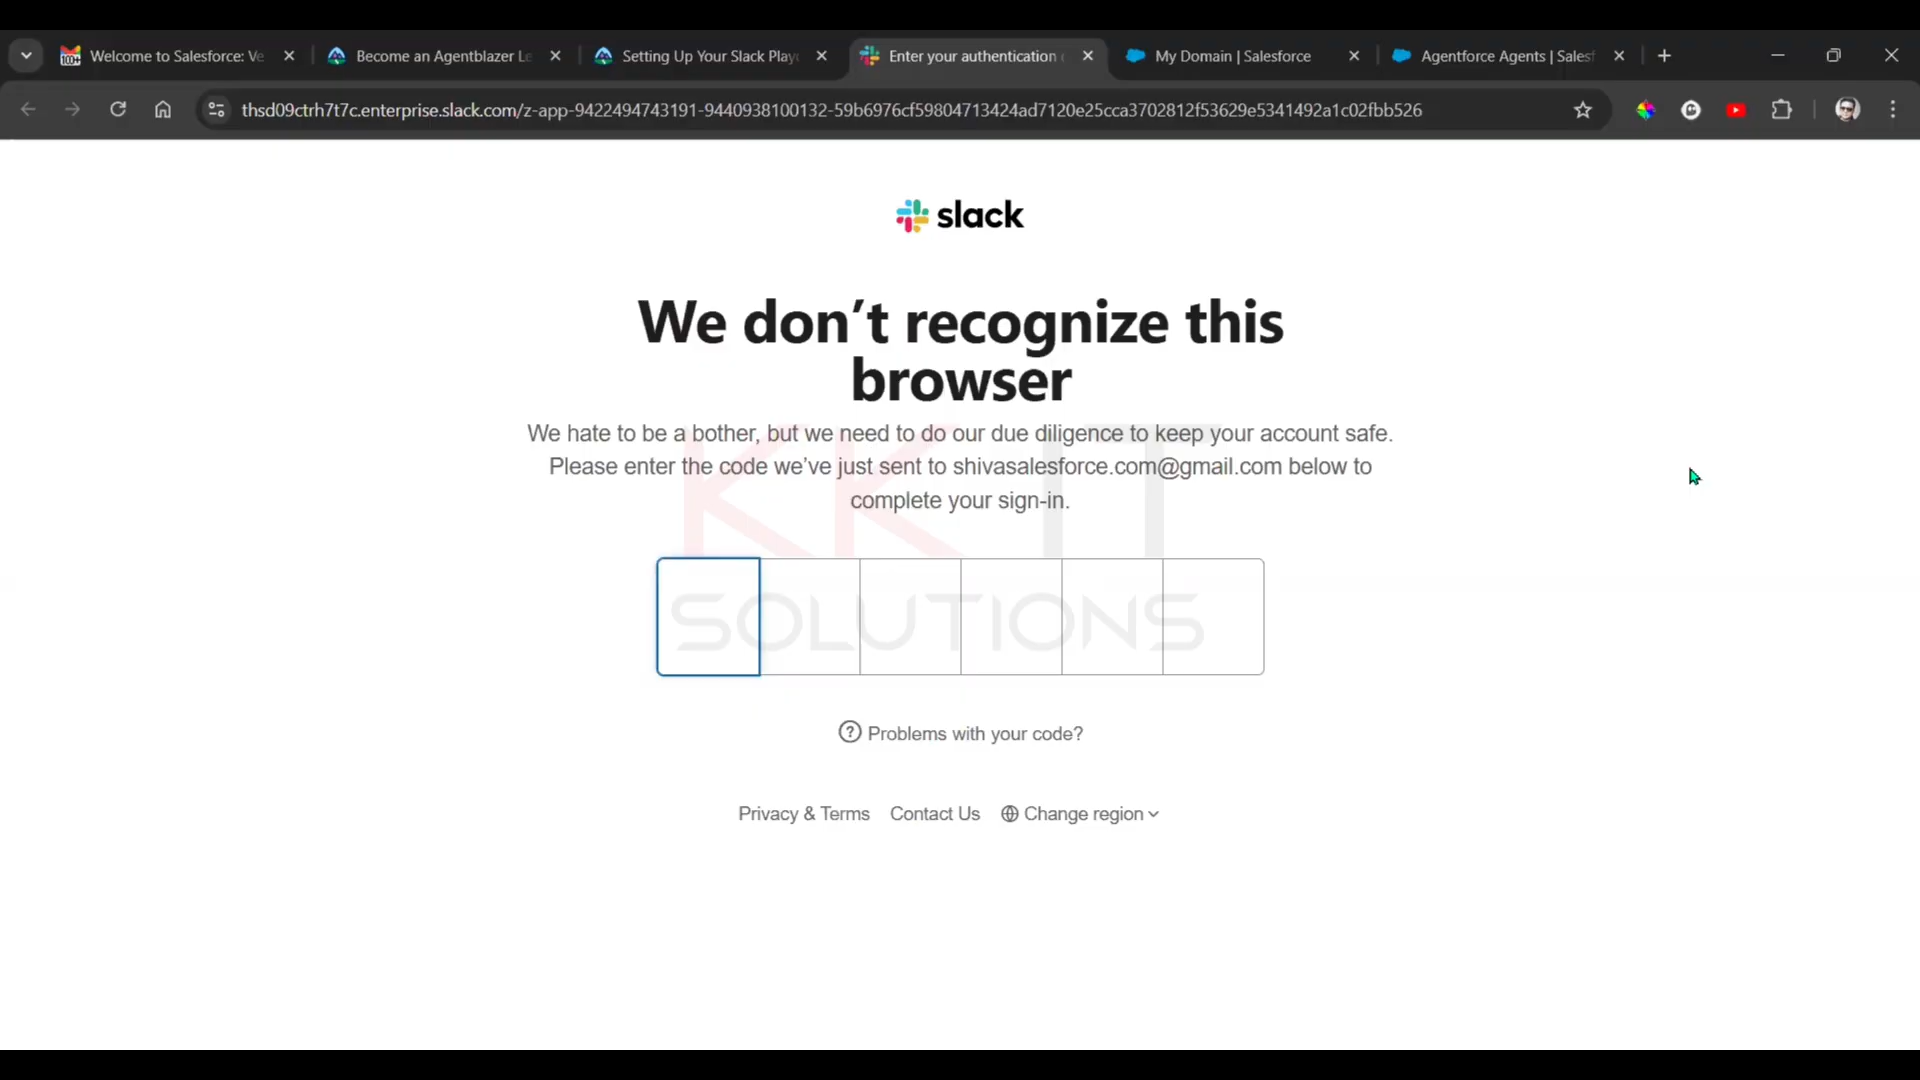 Welcome to Salesforce: Ve
Become an Agentblazer Le
Setting Up Your Slack Playg
Enter your authentication c
My Domain | Salesforce
Agentforce Agents | Salesf
thsd09ctrh7t7c.enterprise.slack.com/z-app-9422494743191-9440938100132-59b6976cf59804713424ad7120e25cca3702812f53629e5341492a1c02fbb526
slack
We don’t recognize this
browser
We hate to be a bother, but we need to do our due diligence to keep your account safe.
Please enter the code we’ve just sent to shivasalesforce.com@gmail.com below to
complete your sign-in.
KK IT
SOLUTIONS
Problems with your code?
Privacy & Terms Contact Us Change region